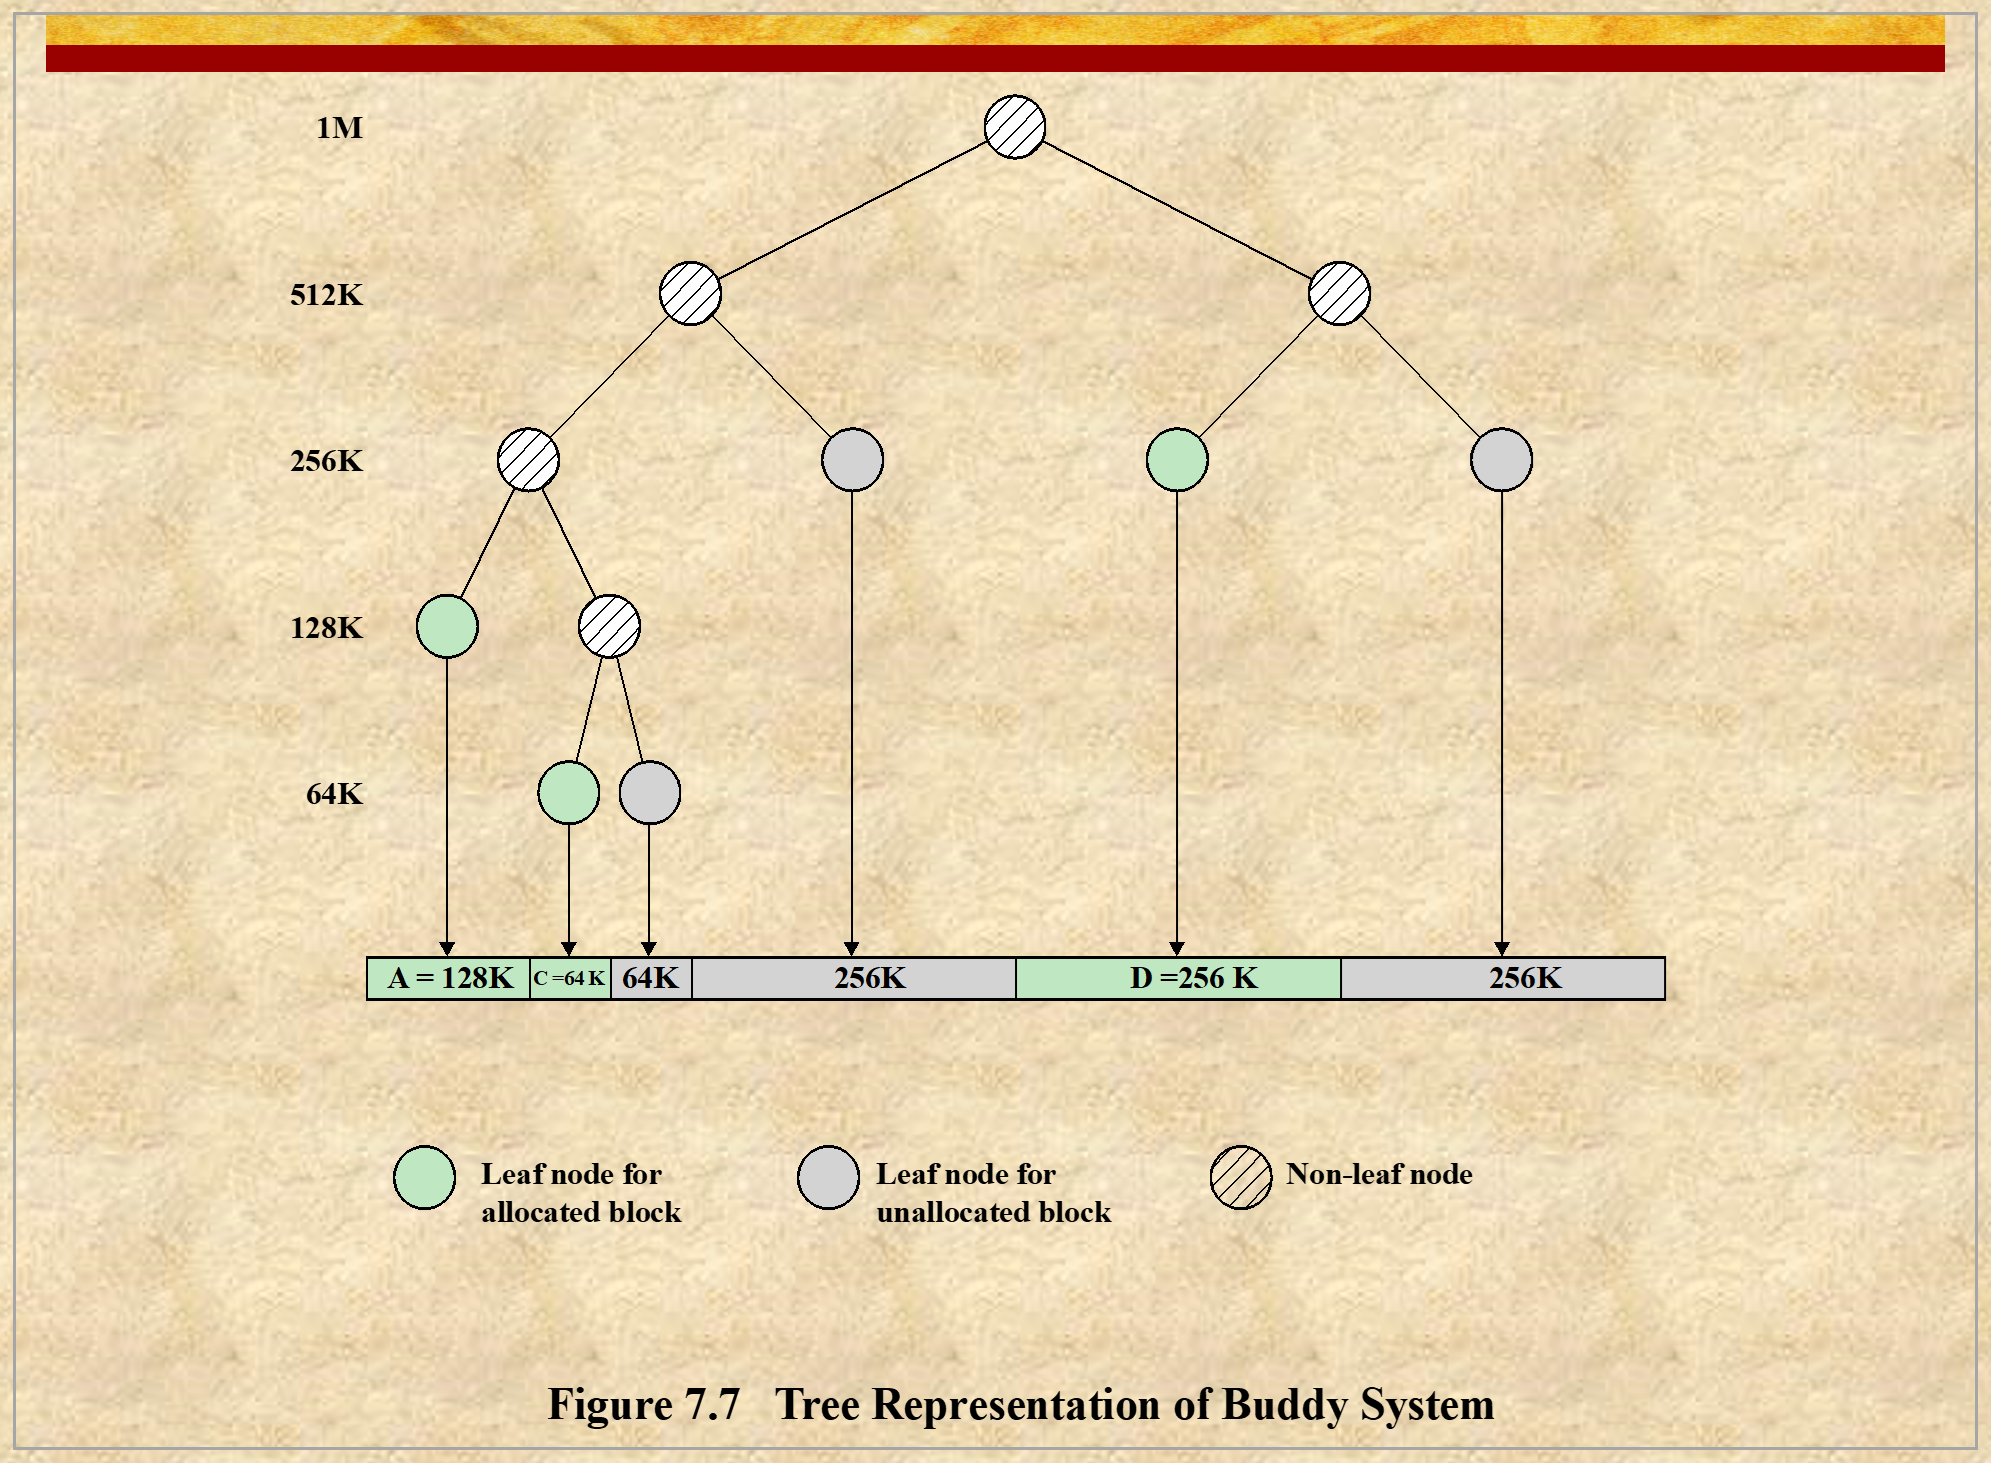 1M
512K
256K
128K
64K
A = 128K C =64 K 64K 256K D =256 K 256K
Leaf node for
allocated block
Leaf node for
unallocated block
Non-leaf node
Figure 7.7 Tree Representation of Buddy System